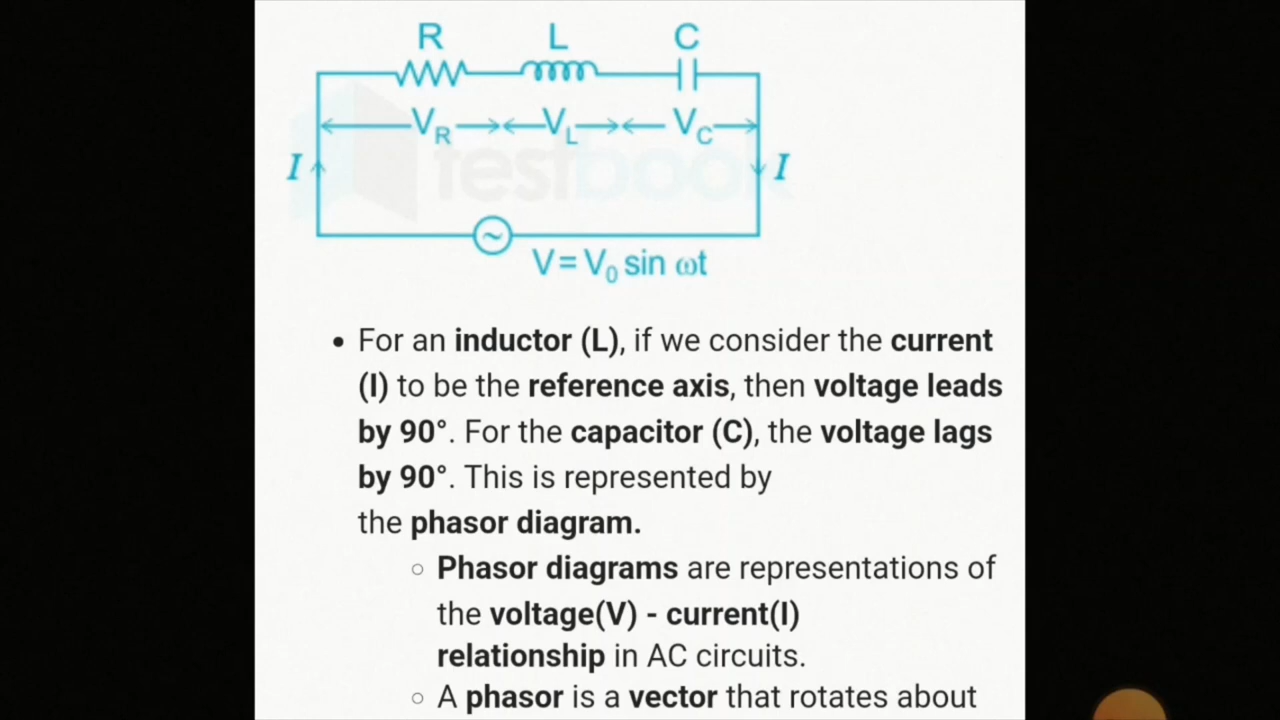 R L C
V_R V_L V_C
I I
testbook
V = V₀ sin ωt
• For an inductor (L), if we consider the current
(I) to be the reference axis, then voltage leads
by 90°. For the capacitor (C), the voltage lags
by 90°. This is represented by
the phasor diagram.
○ Phasor diagrams are representations of
the voltage(V) - current(I)
relationship in AC circuits.
○ A phasor is a vector that rotates about